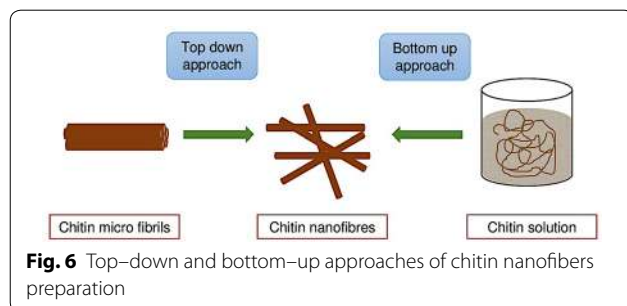 Top down
approach
Bottom up
approach
Chitin micro fibrils
Chitin nanofibres
Chitin solution
Fig. 6 Top–down and bottom–up approaches of chitin nanofibers
preparation